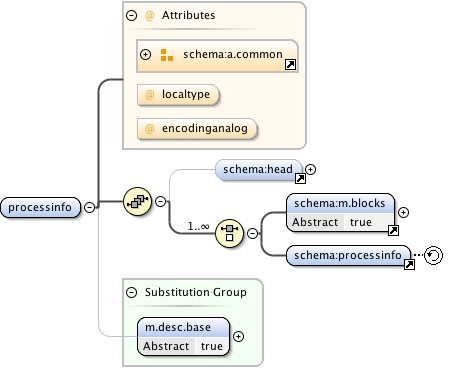 @ Attributes
schema:a.common
@ localtype
@ encodinganalog
schema:head
processinfo
1..∞
schema:m.blocks
Abstract true
schema:processinfo
Substitution Group
m.desc.base
Abstract true